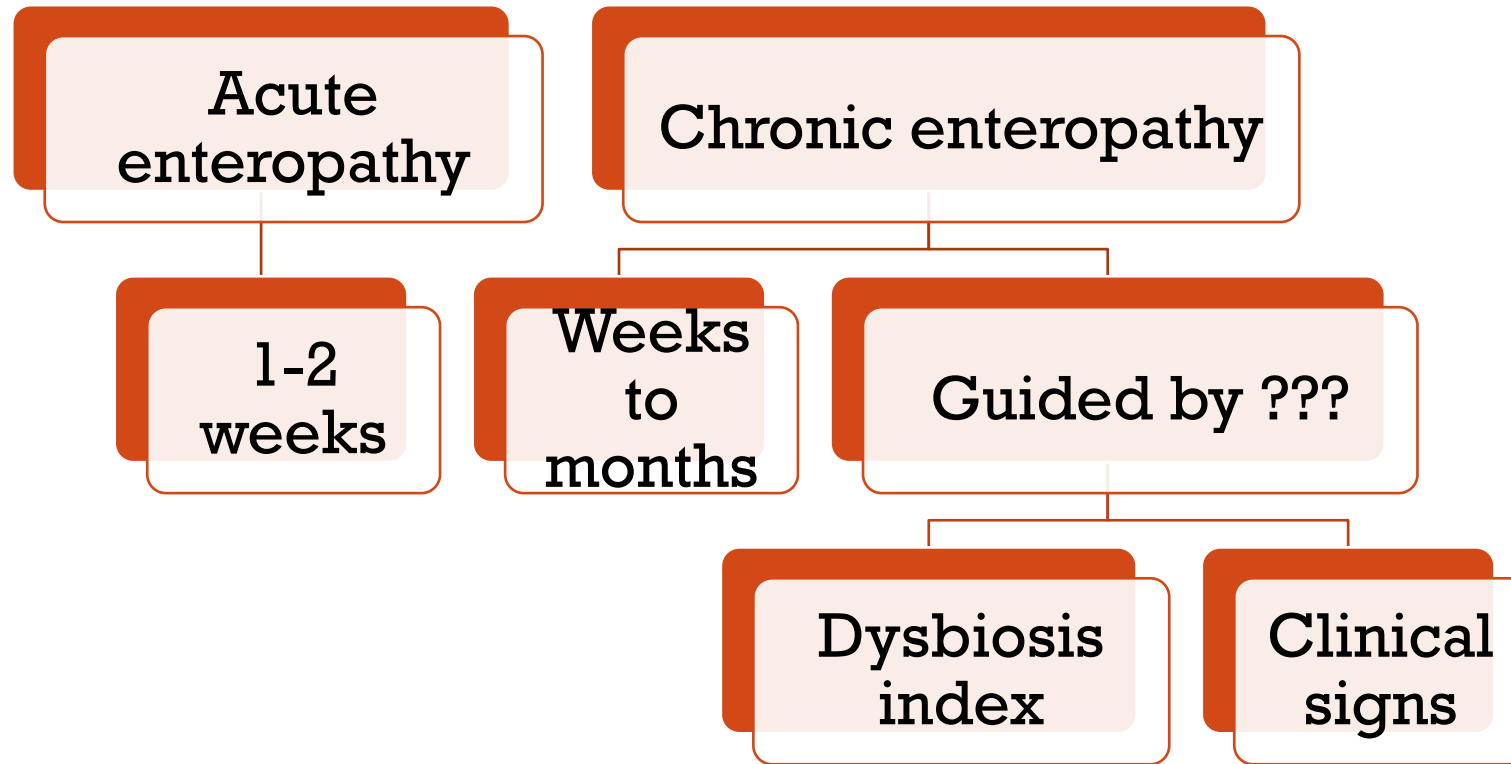 Acute
enteropathy
Chronic enteropathy
1-2
weeks
Weeks
to
months
Guided by ???
Dysbiosis
index
Clinical
signs